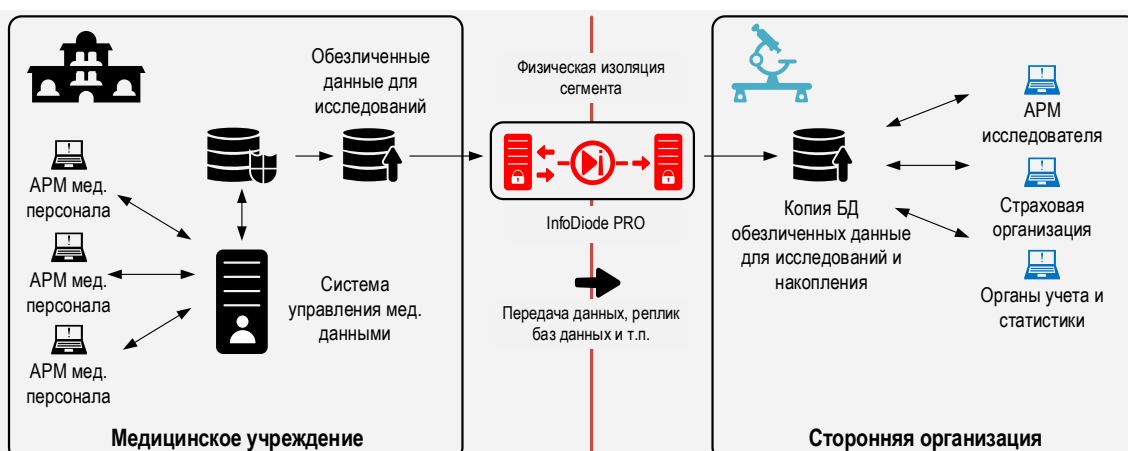 Обезличенные
данные для
исследований
АРМ мед.
персонала
АРМ мед.
персонала
АРМ мед.
персонала
Система
управления мед.
данными
Медицинское учреждение
Физическая изоляция
сегмента
InfoDiode PRO
Передача данных, реплик
баз данных и т.п.
Копия БД
обезличенных данные
для исследований и
накопления
АРМ
исследователя
Страховая
организация
Органы учета и
статистики
Сторонняя организация